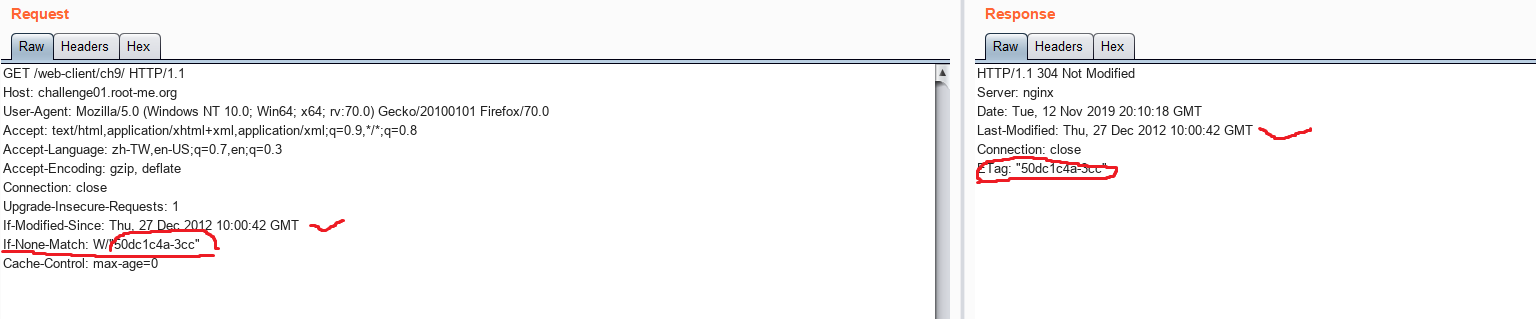 Request
Raw Headers Hex
GET /web-client/ch9/ HTTP/1.1
Host: challenge01.root-me.org
User-Agent: Mozilla/5.0 (Windows NT 10.0; Win64; x64; rv:70.0) Gecko/20100101 Firefox/70.0
Accept: text/html,application/xhtml+xml,application/xml;q=0.9,*/*;q=0.8
Accept-Language: zh-TW,en-US;q=0.7,en;q=0.3
Accept-Encoding: gzip, deflate
Connection: close
Upgrade-Insecure-Requests: 1
If-Modified-Since: Thu, 27 Dec 2012 10:00:42 GMT
If-None-Match: W/"50dc1c4a-3cc"
Cache-Control: max-age=0
Response
Raw Headers Hex
HTTP/1.1 304 Not Modified
Server: nginx
Date: Tue, 12 Nov 2019 20:10:18 GMT
Last-Modified: Thu, 27 Dec 2012 10:00:42 GMT
Connection: close
ETag: "50dc1c4a-3cc"